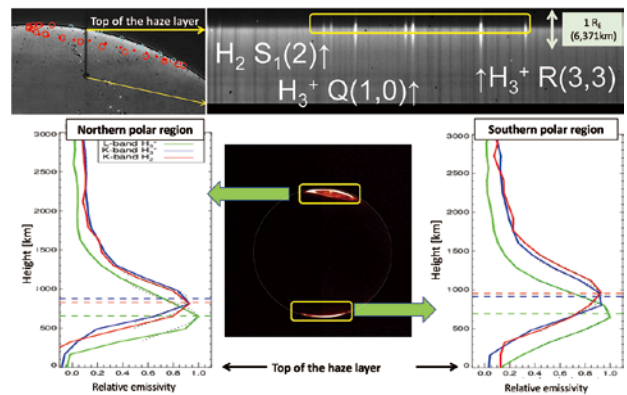 Top of the haze layer
1 R_E
(6,371km)
H₂ S₁(2)↑
↑H₃⁺ R(3,3)
H₃⁺ Q(1,0)↑
Northern polar region
L-band H₃⁺
K-band H₃⁺
K-band H₂
3000
2500
2000
1500
1000
500
0
Height [km]
0.0 0.2 0.4 0.6 0.8 1.0
Relative emissivity
Southern polar region
3000
2500
2000
1500
1000
500
0
Height [km]
0.0 0.2 0.4 0.6 0.8 1.0
Relative emissivity
Top of the haze layer